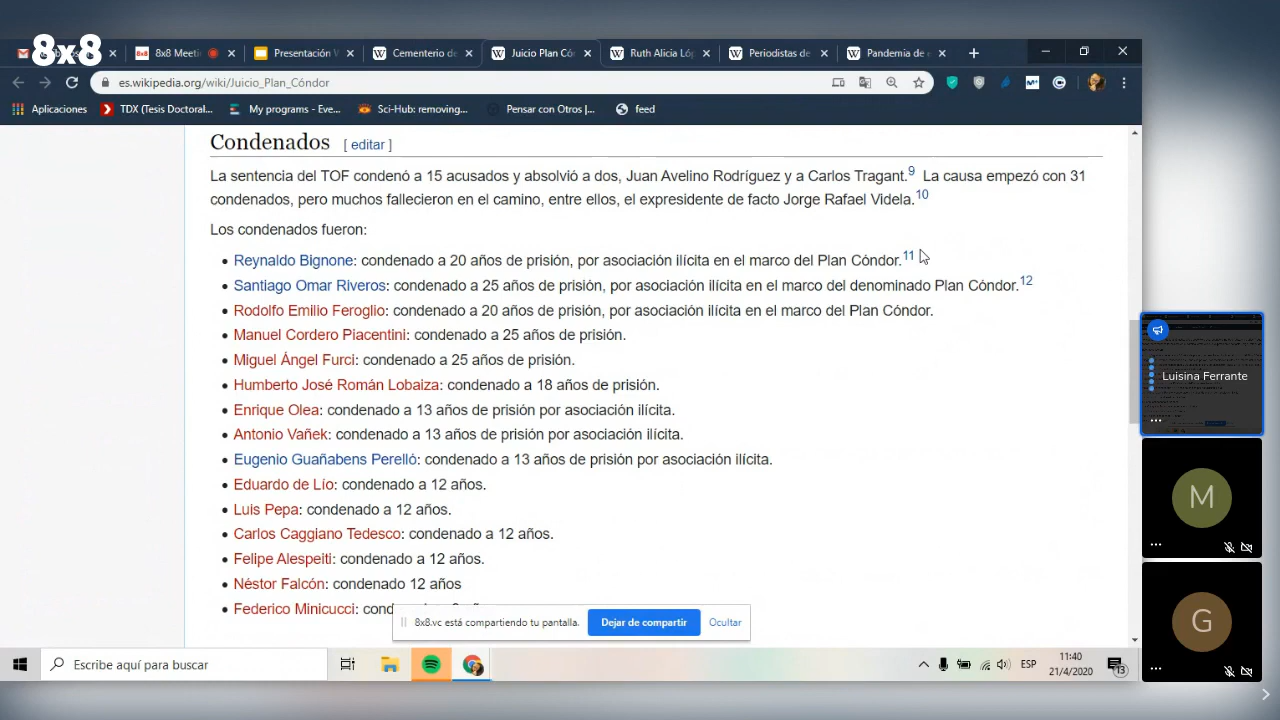 8x8
8x8 Meeti
Presentación V
Cementerio de
Juicio Plan Có
Ruth Alicia Ló
Periodistas de
Pandemia de e
es.wikipedia.org/wiki/Juicio_Plan_Cóndor
Aplicaciones
TDX (Tesis Doctoral...
My programs - Eve...
Sci-Hub: removing...
Pensar con Otros |...
feed
Condenados [ editar ]
La sentencia del TOF condenó a 15 acusados y absolvió a dos, Juan Avelino Rodríguez y a Carlos Tragant.9 La causa empezó con 31
condenados, pero muchos fallecieron en el camino, entre ellos, el expresidente de facto Jorge Rafael Videla.10
Los condenados fueron:
• Reynaldo Bignone: condenado a 20 años de prisión, por asociación ilícita en el marco del Plan Cóndor.11
• Santiago Omar Riveros: condenado a 25 años de prisión, por asociación ilícita en el marco del denominado Plan Cóndor.12
• Rodolfo Emilio Feroglio: condenado a 20 años de prisión, por asociación ilícita en el marco del Plan Cóndor.
• Manuel Cordero Piacentini: condenado a 25 años de prisión.
• Miguel Ángel Furci: condenado a 25 años de prisión.
• Humberto José Román Lobaiza: condenado a 18 años de prisión.
• Enrique Olea: condenado a 13 años de prisión por asociación ilícita.
• Antonio Vañek: condenado a 13 años de prisión por asociación ilícita.
• Eugenio Guañabens Perelló: condenado a 13 años de prisión por asociación ilícita.
• Eduardo de Lío: condenado a 12 años.
• Luis Pepa: condenado a 12 años.
• Carlos Caggiano Tedesco: condenado a 12 años.
• Felipe Alespeiti: condenado a 12 años.
• Néstor Falcón: condenado 12 años
• Federico Minicucci: cond
8x8.vc está compartiendo tu pantalla.
Dejar de compartir
Ocultar
Luisina Ferrante
M
G
Escribe aquí para buscar
ESP
11:40
21/4/2020
13